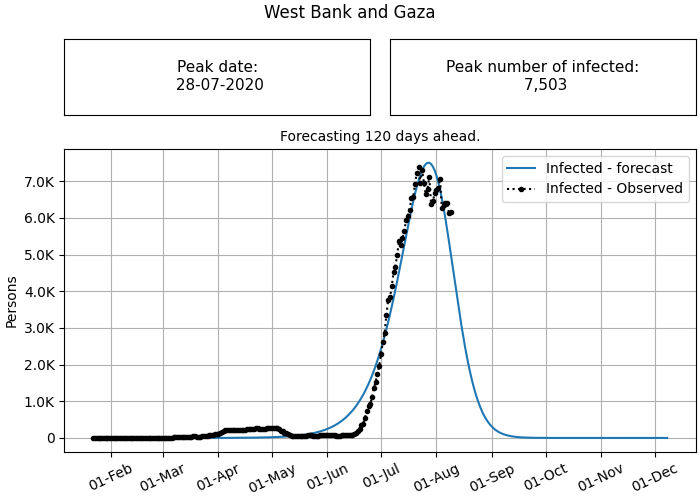 West Bank and Gaza
Peak date:
28-07-2020
Peak number of infected:
7,503
Forecasting 120 days ahead.
Infected - forecast
Infected - Observed
Persons
7.0K
6.0K
5.0K
4.0K
3.0K
2.0K
1.0K
0
01-Feb
01-Mar
01-Apr
01-May
01-Jun
01-Jul
01-Aug
01-Sep
01-Oct
01-Nov
01-Dec